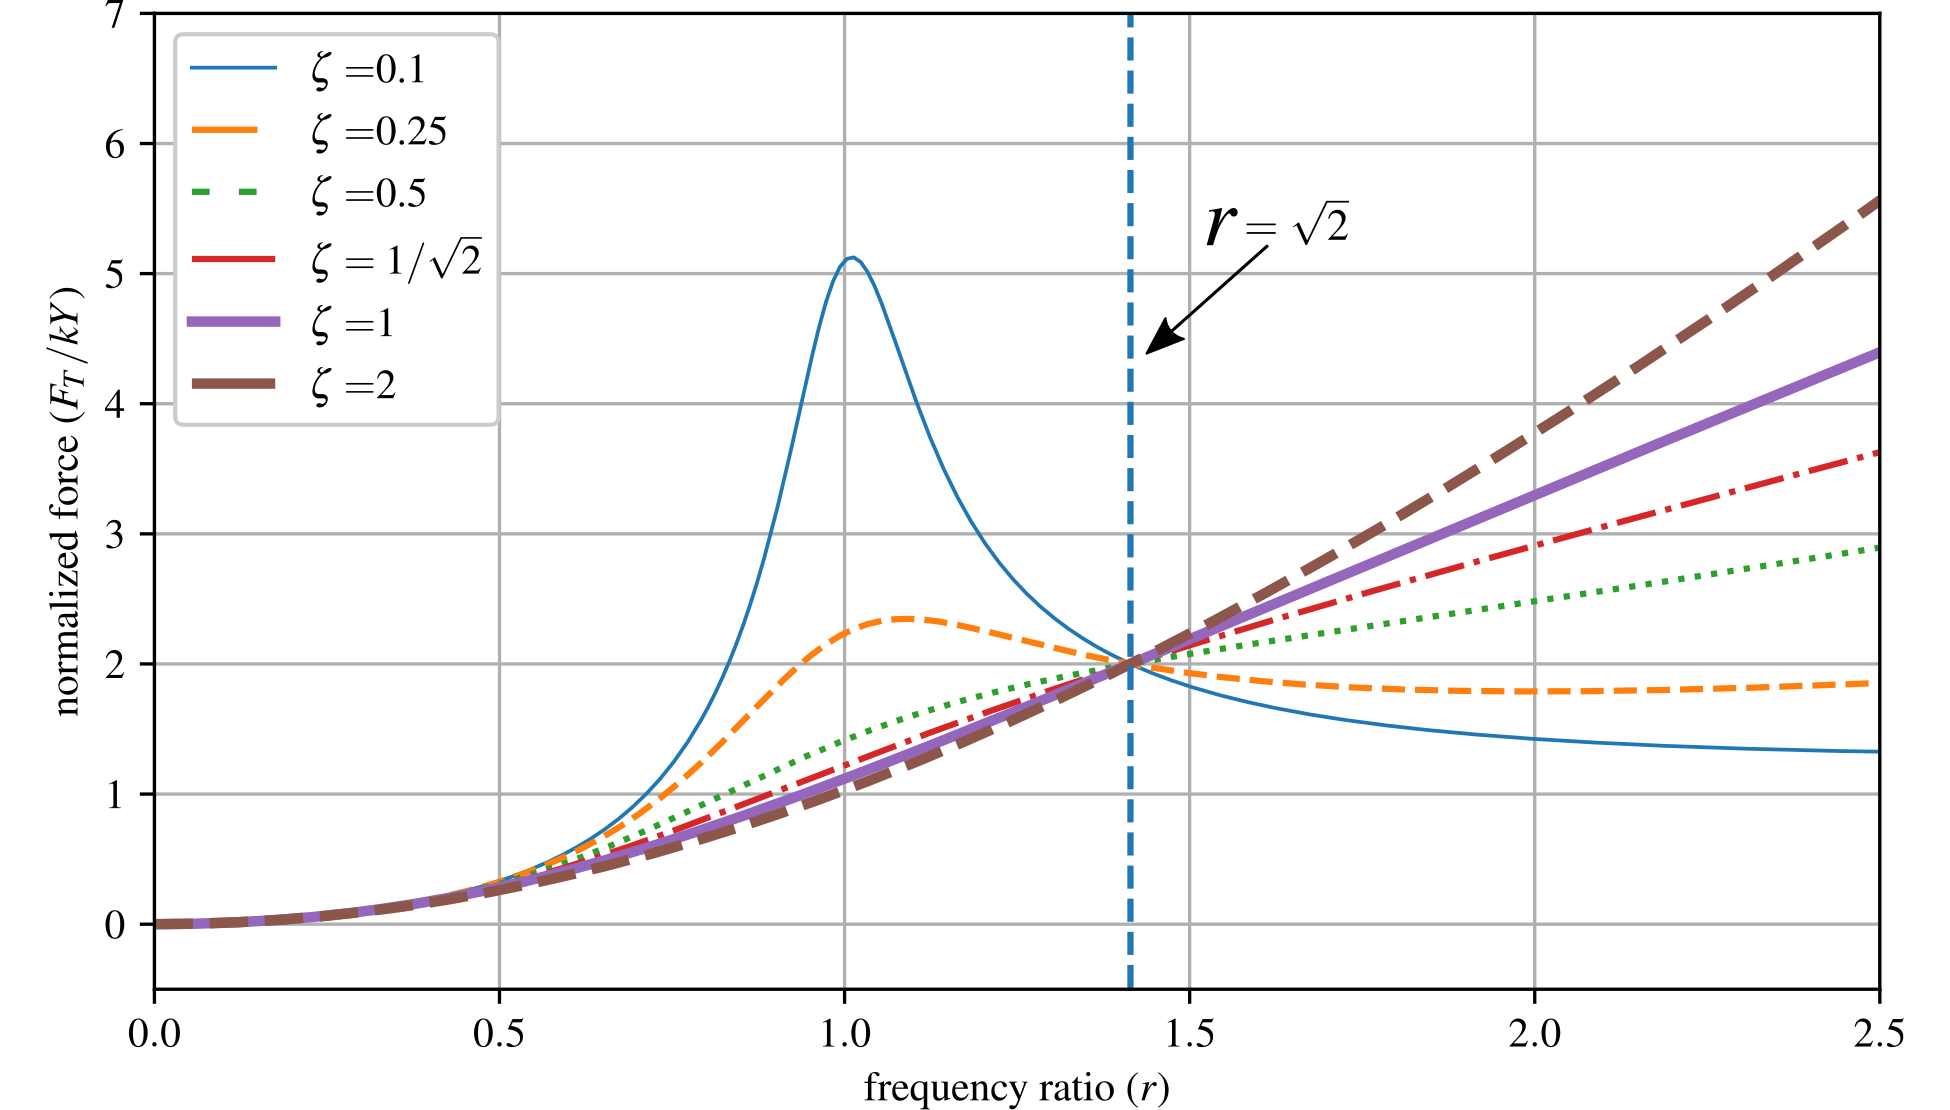 7
6
5
4
3
2
1
0
normalized force (F_T/kY)
ζ =0.1
ζ =0.25
ζ =0.5
ζ = 1/√2
ζ =1
ζ =2
r = √2
0.0 0.5 1.0 1.5 2.0 2.5
frequency ratio (r)